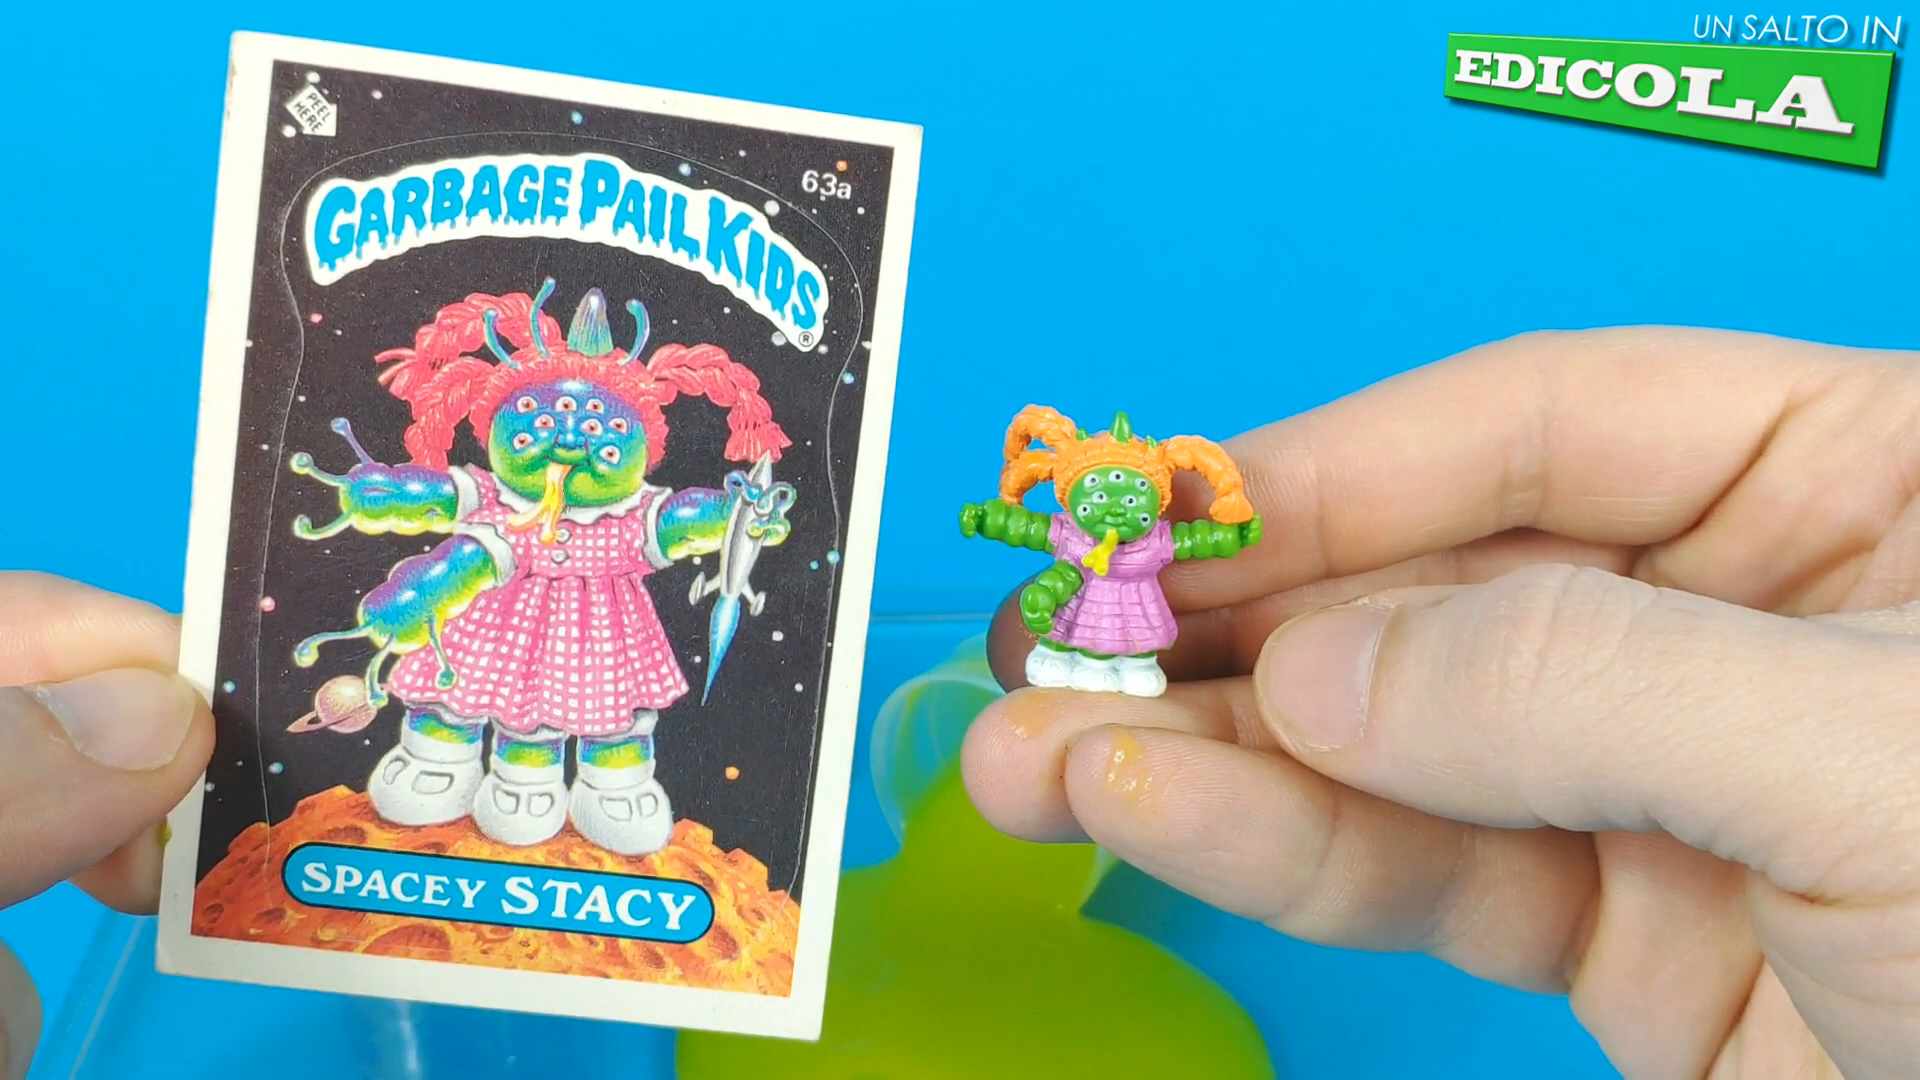 UN SALTO IN
EDICOLA
PEEL
HERE
63a
GARBAGE PAIL KIDS
®
SPACEY STACY